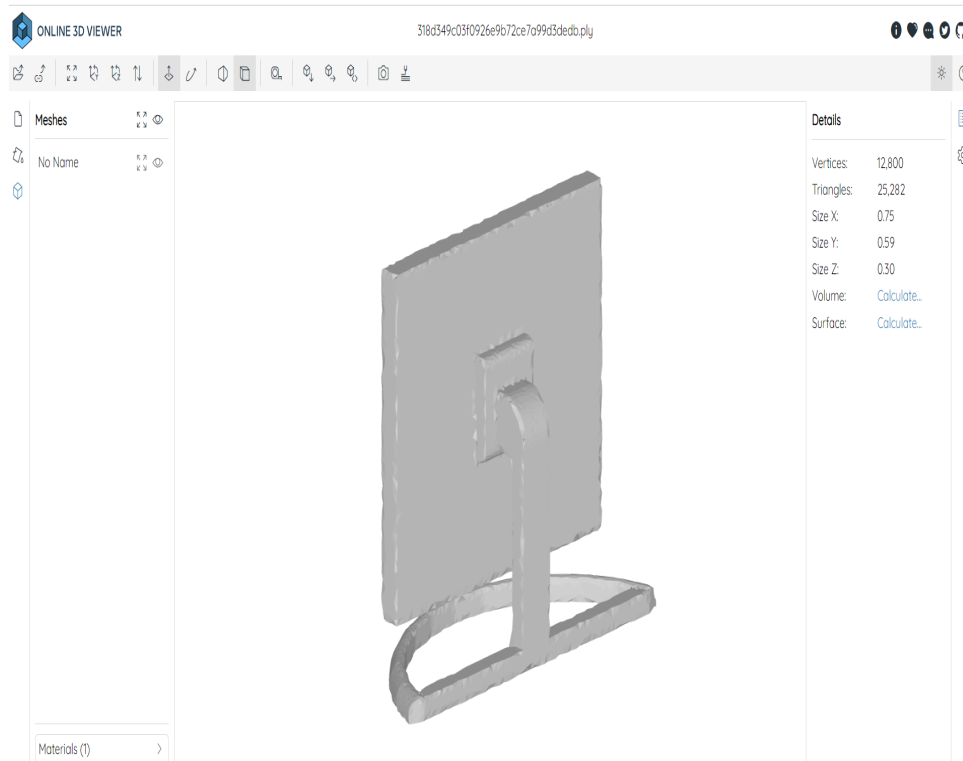 ONLINE 3D VIEWER
318d349c03f0926e9b72ce7a99d3dedb.ply
Meshes
No Name
Materials (1)
Details
Vertices: 12,800
Triangles: 25,282
Size X: 0.75
Size Y: 0.59
Size Z: 0.30
Volume: Calculate...
Surface: Calculate...